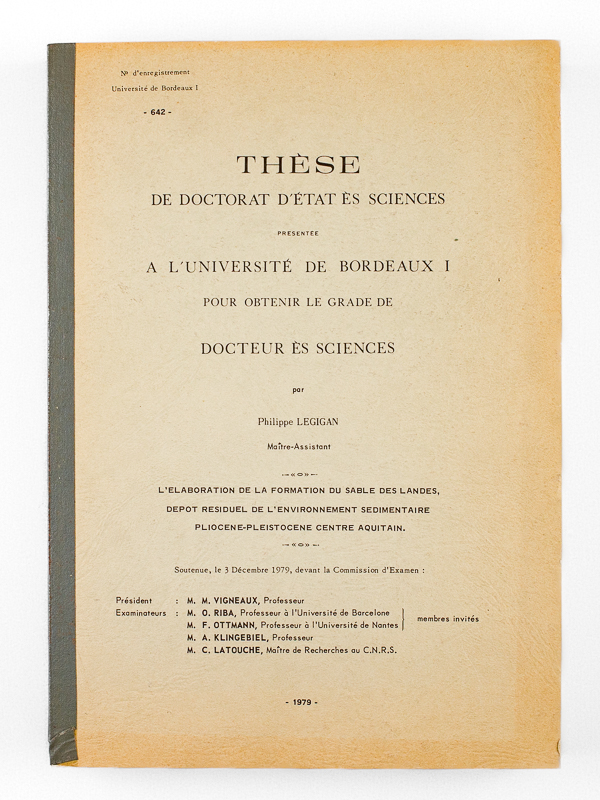 Nº d'enregistrement
Université de Bordeaux I
- 642 -
THÈSE
DE DOCTORAT D'ÉTAT ÈS SCIENCES
PRÉSENTÉE
A L'UNIVERSITÉ DE BORDEAUX I
POUR OBTENIR LE GRADE DE
DOCTEUR ÈS SCIENCES
par
Philippe LEGIGAN
Maître-Assistant
L'ELABORATION DE LA FORMATION DU SABLE DES LANDES,
DEPOT RESIDUEL DE L'ENVIRONNEMENT SEDIMENTAIRE
PLIOCENE-PLEISTOCENE CENTRE AQUITAIN.
Soutenue, le 3 Décembre 1979, devant la Commission d'Examen :
Président : M. M. VIGNEAUX, Professeur
Examinateurs : M. O. RIBA, Professeur à l'Université de Barcelone
M. F. OTTMANN, Professeur à l'Université de Nantes
membres invités
M. A. KLINGEBIEL, Professeur
M. C. LATOUCHE, Maître de Recherches au C.N.R.S.
- 1979 -